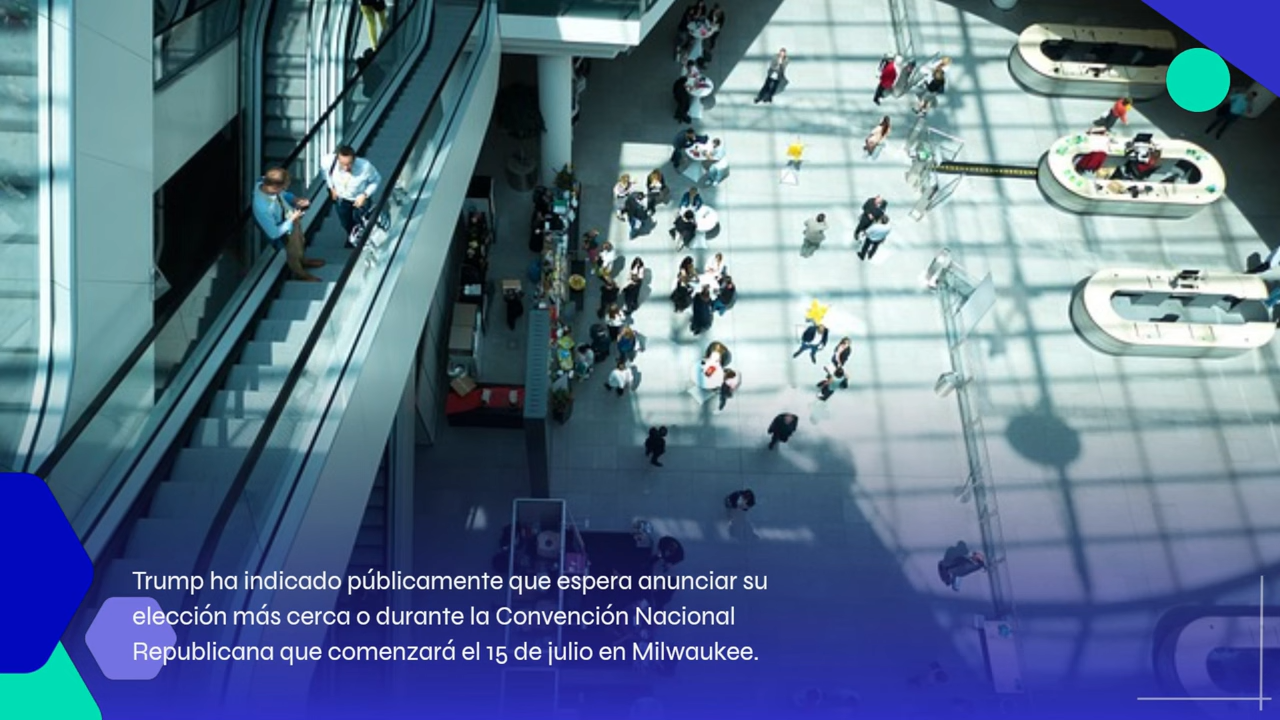 Trump ha indicado públicamente que espera anunciar su
elección más cerca o durante la Convención Nacional
Republicana que comenzará el 15 de julio en Milwaukee.